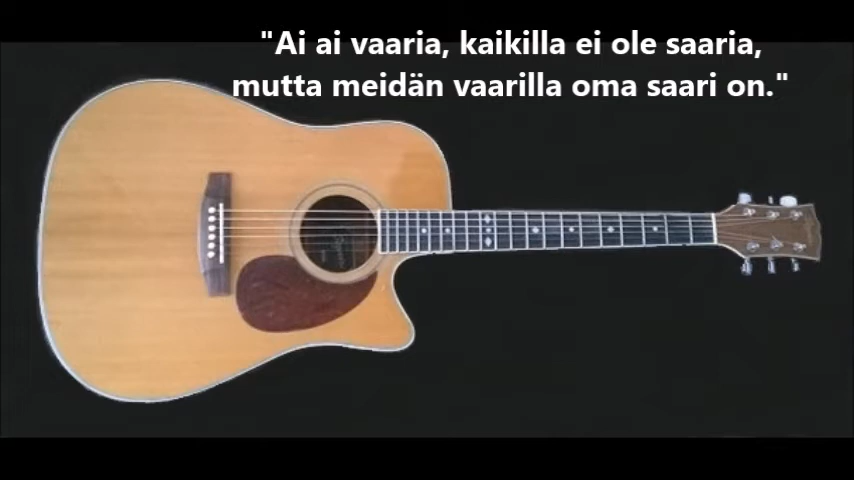 "Ai ai vaaria, kaikilla ei ole saaria,
mutta meidän vaarilla oma saari on."